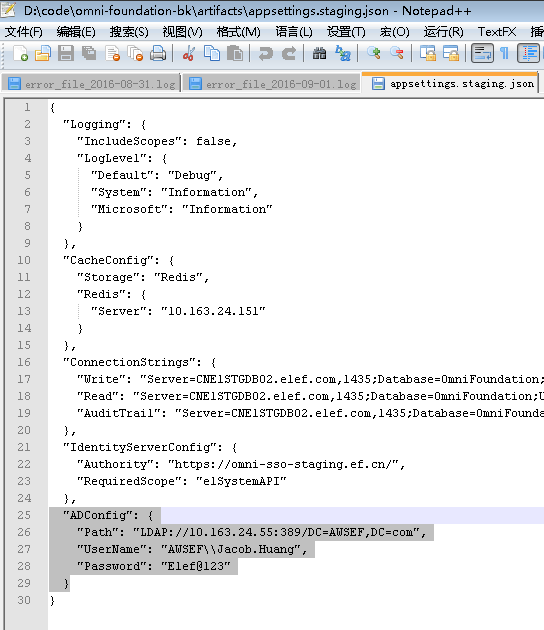 D:\code\omni-foundation-bk\artifacts\appsettings.staging.json - Notepad++
文件(F) 编辑(E) 搜索(S) 视图(V) 格式(M) 语言(L) 设置(T) 宏(O) 运行(R) TextFX
error_file_2016-08-31.log error_file_2016-09-01.log appsettings.staging.json
1 {
2 "Logging": {
3 "IncludeScopes": false,
4 "LogLevel": {
5 "Default": "Debug",
6 "System": "Information",
7 "Microsoft": "Information"
8 }
9 },
10 "CacheConfig": {
11 "Storage": "Redis",
12 "Redis": {
13 "Server": "10.163.24.151"
14 }
15 },
16 "ConnectionStrings": {
17 "Write": "Server=CNE1STGDB02.elef.com,1435;Database=OmniFoundation;
18 "Read": "Server=CNE1STGDB02.elef.com,1435;Database=OmniFoundation;U
19 "AuditTrail": "Server=CNE1STGDB02.elef.com,1435;Database=OmniFounda
20 },
21 "IdentityServerConfig": {
22 "Authority": "https://omni-sso-staging.ef.cn/",
23 "RequiredScope": "elSystemAPI"
24 },
25 "ADConfig": {
26 "Path": "LDAP://10.163.24.55:389/DC=AWSEF,DC=com",
27 "UserName": "AWSEF\\Jacob.Huang",
28 "Password": "Elef@123"
29 }
30 }